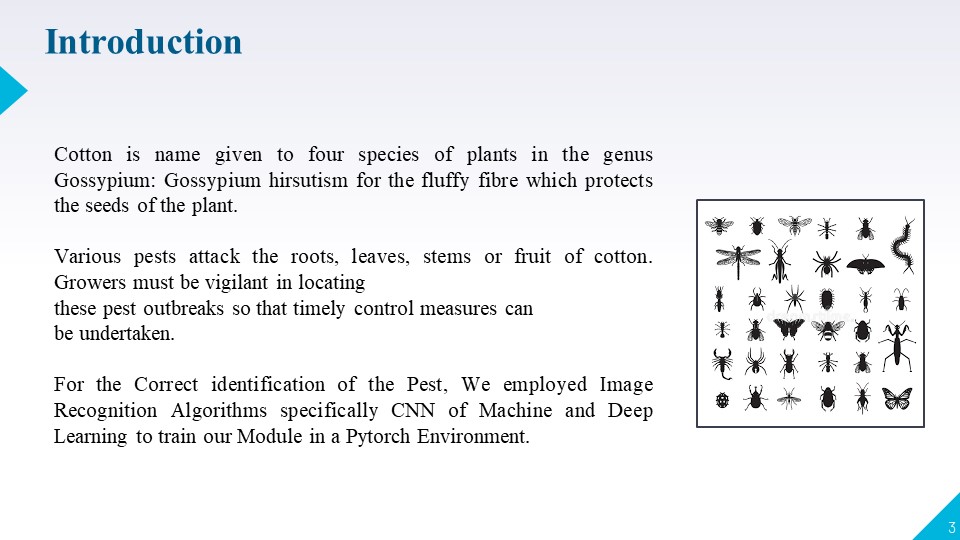 Introduction
Cotton is name given to four species of plants in the genus
Gossypium: Gossypium hirsutism for the fluffy fibre which protects
the seeds of the plant.
Various pests attack the roots, leaves, stems or fruit of cotton.
Growers must be vigilant in locating
these pest outbreaks so that timely control measures can
be undertaken.
For the Correct identification of the Pest, We employed Image
Recognition Algorithms specifically CNN of Machine and Deep
Learning to train our Module in a Pytorch Environment.
3